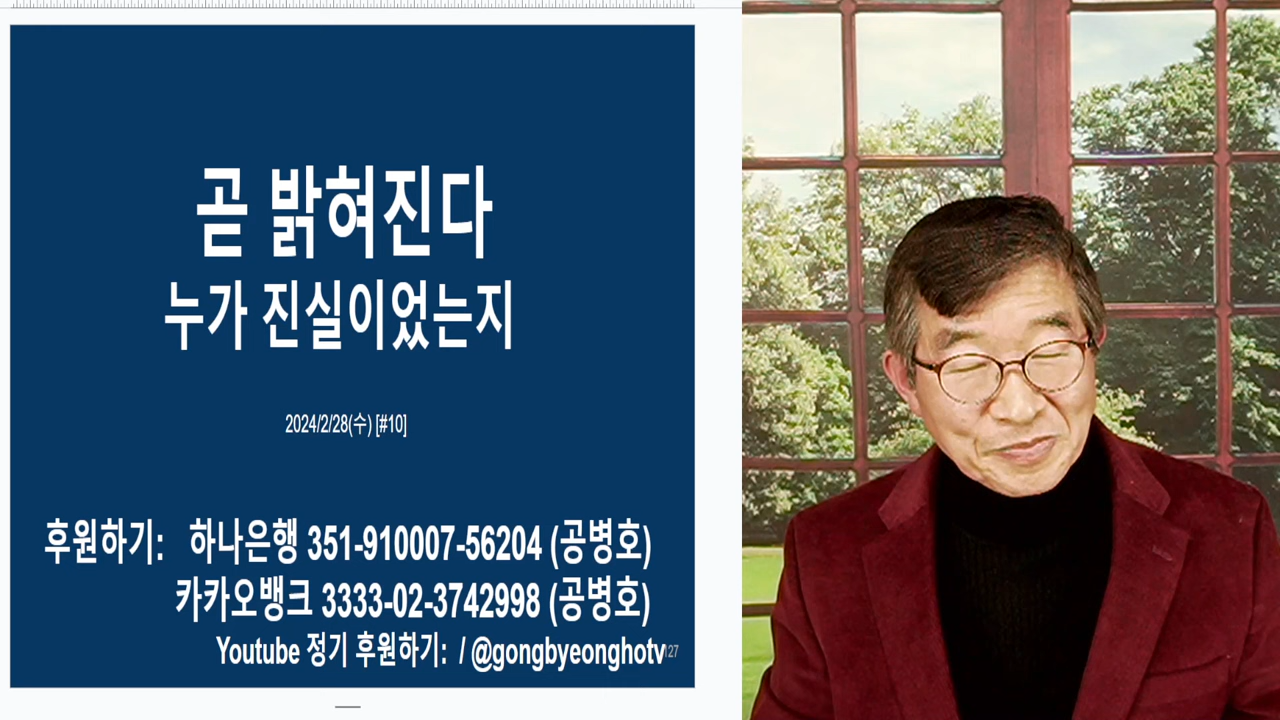 곧 밝혀진다
누가 진실이었는지
2024/2/28(수) [#10]
후원하기: 하나은행 351-910007-56204 (공병호)
카카오뱅크 3333-02-3742998 (공병호)
Youtube 정기 후원하기: / @gongbyeonghotv
127